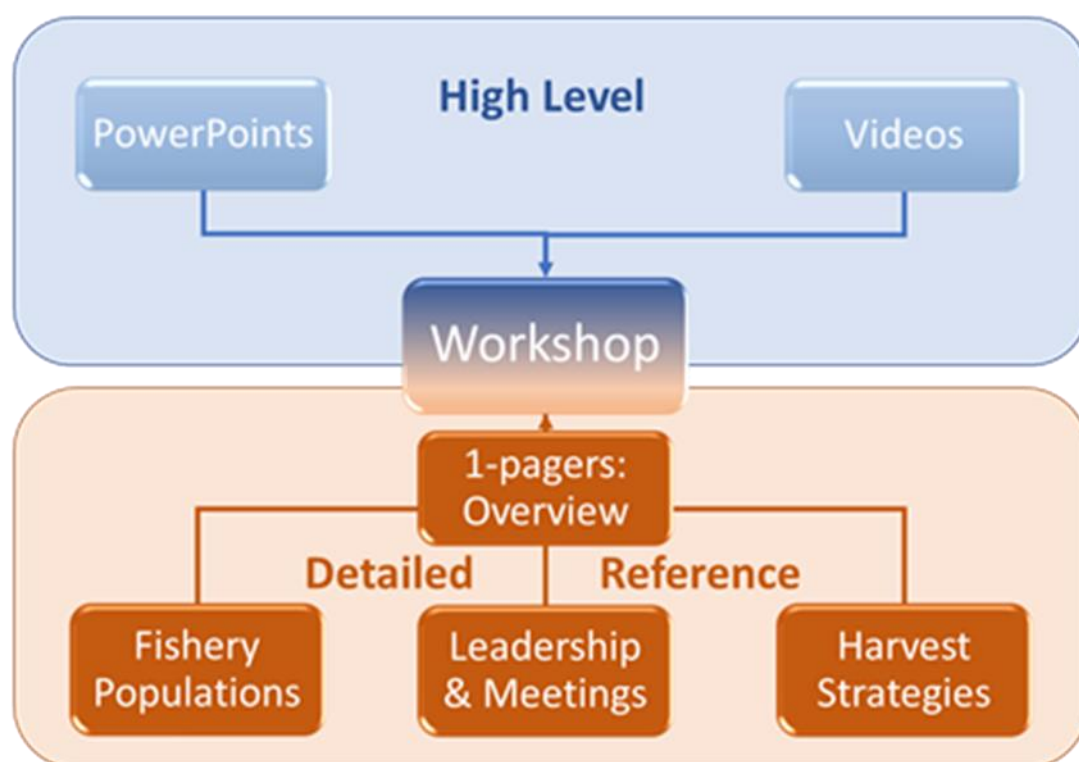 High Level
PowerPoints
Videos
Workshop
1-pagers:
Overview
Detailed Reference
Fishery
Populations
Leadership
& Meetings
Harvest
Strategies